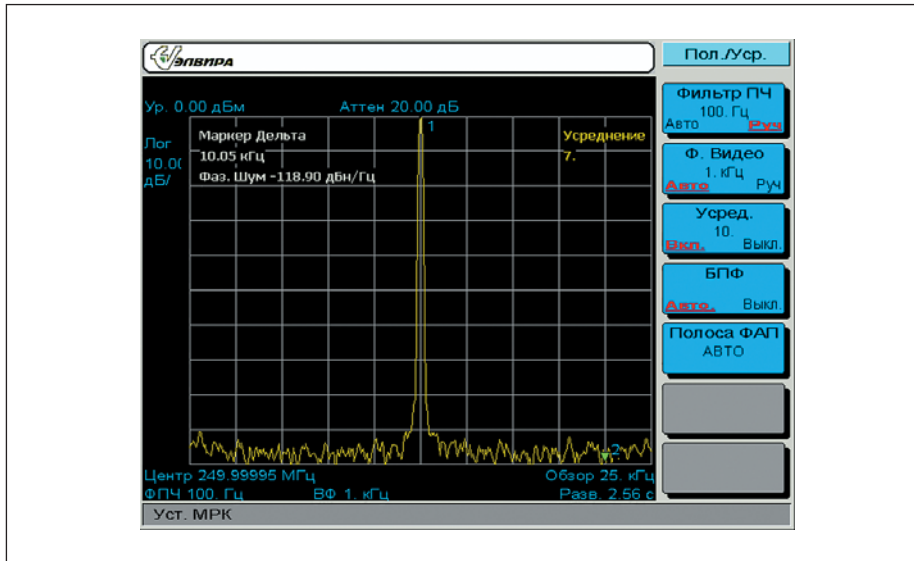 ЭЛВИРА
Пол./Уср.
Ур. 0.00 дБм Аттен 20.00 дБ
Лог
10.0(
дБ/
1
Маркер Дельта
10.05 кГц
Фаз. Шум -118.90 дБн/Гц
Усреднение
7.
2
Центр 249.99995 МГц Обзор 25. кГц
ФПЧ 100. Гц ВФ 1. кГц Разв. 2.56 с
Уст. МРК
Фильтр ПЧ
100. Гц
Авто Руч
Ф. Видео
1. кГц
Авто Руч
Усред.
10.
Вкл. Выкл.
БПФ
Авто. Выкл.
Полоса ФАП
АВТО